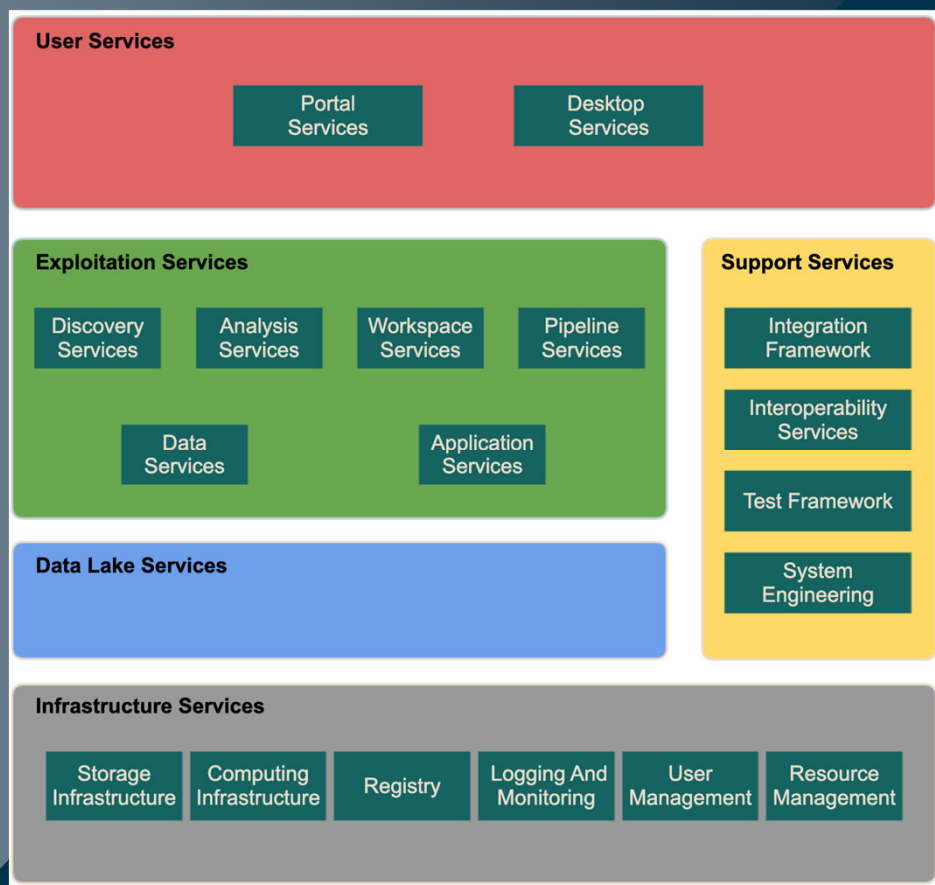 User Services
Portal
Services
Desktop
Services
Exploitation Services
Discovery
Services
Analysis
Services
Workspace
Services
Pipeline
Services
Data
Services
Application
Services
Support Services
Integration
Framework
Interoperability
Services
Test Framework
System
Engineering
Data Lake Services
Infrastructure Services
Storage
Infrastructure
Computing
Infrastructure
Registry
Logging And
Monitoring
User
Management
Resource
Management